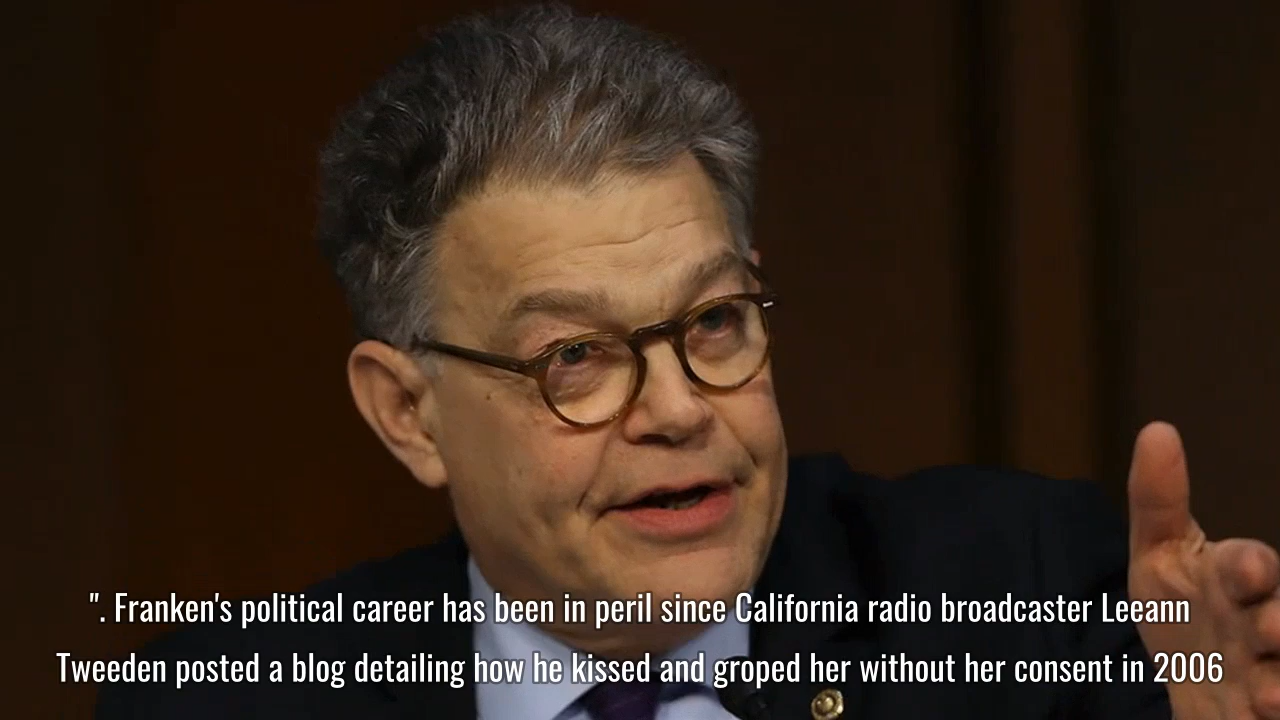 ". Franken's political career has been in peril since California radio broadcaster Leeann
Tweeden posted a blog detailing how he kissed and groped her without her consent in 2006